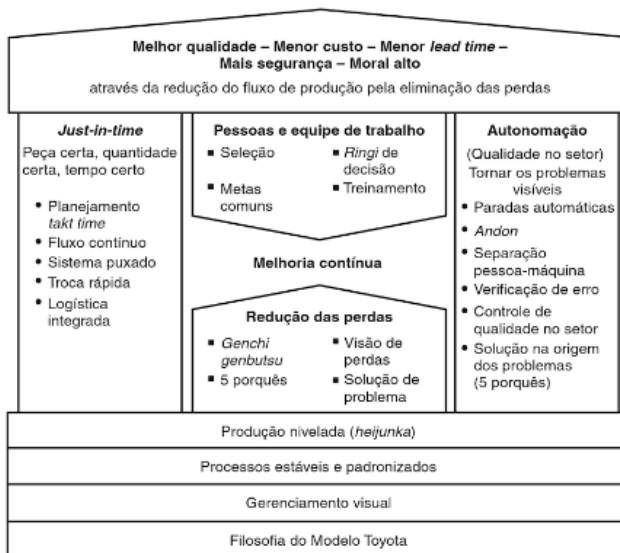 Melhor qualidade – Menor custo – Menor lead time –
Mais segurança – Moral alto
através da redução do fluxo de produção pela eliminação das perdas
Just-in-time
Peça certa, quantidade
certa, tempo certo
• Planejamento
takt time
• Fluxo contínuo
• Sistema puxado
• Troca rápida
• Logística
integrada
Pessoas e equipe de trabalho
■ Seleção
■ Ringi de
decisão
■ Metas
comuns
■ Treinamento
Melhoria contínua
Redução das perdas
■ Genchi
genbutsu
■ Visão de
perdas
■ 5 porquês
■ Solução de
problema
Autonomação
(Qualidade no setor)
Tornar os problemas
visíveis
• Paradas automáticas
• Andon
• Separação
pessoa-máquina
• Verificação de erro
• Controle de
qualidade no setor
• Solução na origem
dos problemas
(5 porquês)
Produção nivelada (heijunka)
Processos estáveis e padronizados
Gerenciamento visual
Filosofia do Modelo Toyota